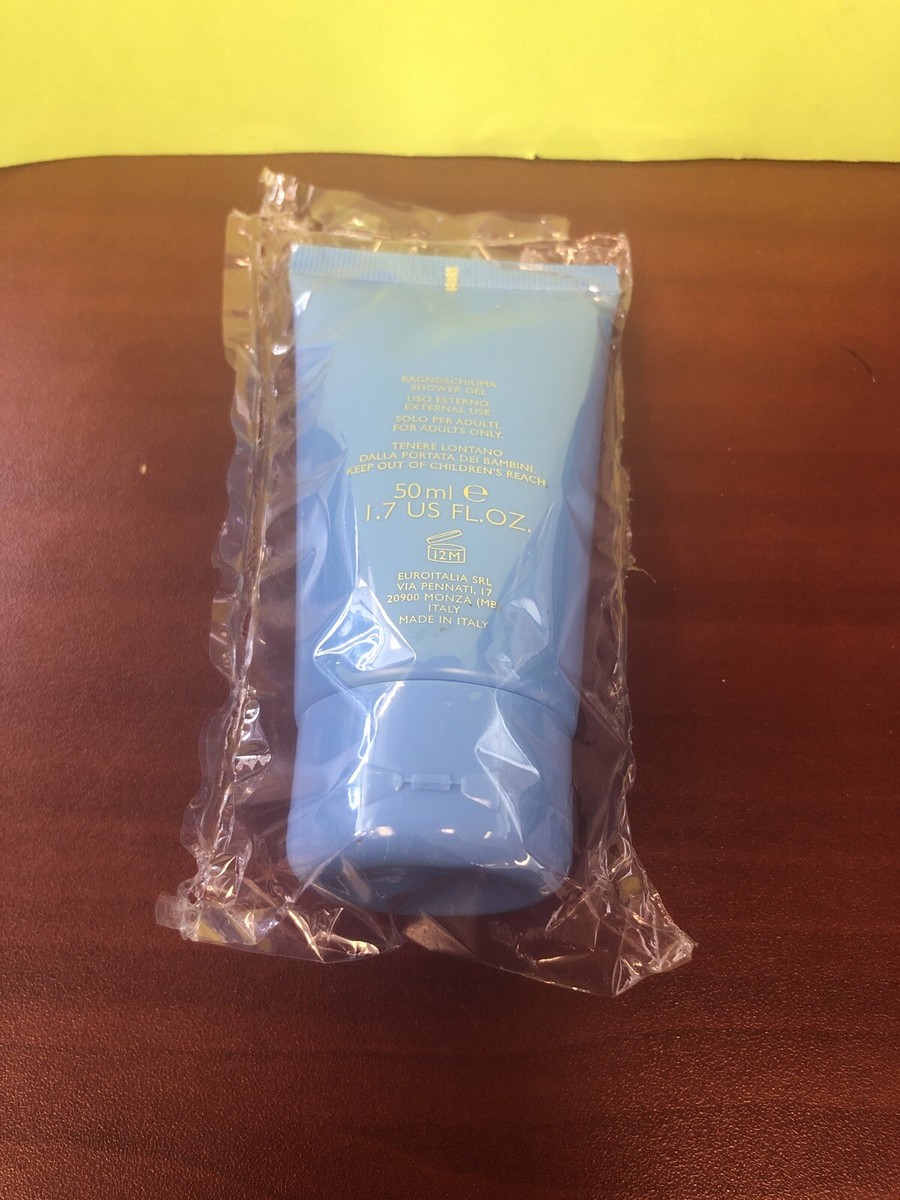 BAGNOSCHIUMA
SHOWER GEL
USO ESTERNO
EXTERNAL USE
SOLO PER ADULTI.
FOR ADULTS ONLY.
TENERE LONTANO
DALLA PORTATA DEI BAMBINI.
KEEP OUT OF CHILDREN'S REACH.
50 ml ℮
1.7 US FL.OZ.
12M
EUROITALIA SRL
VIA PENNATI, 17
20900 MONZA (MB)
ITALY
MADE IN ITALY